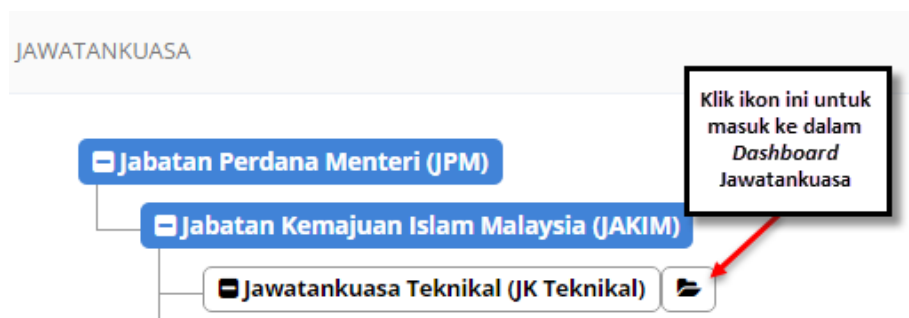 JAWATANKUASA
Klik ikon ini untuk
masuk ke dalam
Dashboard
Jawatankuasa
Jabatan Perdana Menteri (JPM)
Jabatan Kemajuan Islam Malaysia (JAKIM)
Jawatankuasa Teknikal (JK Teknikal)